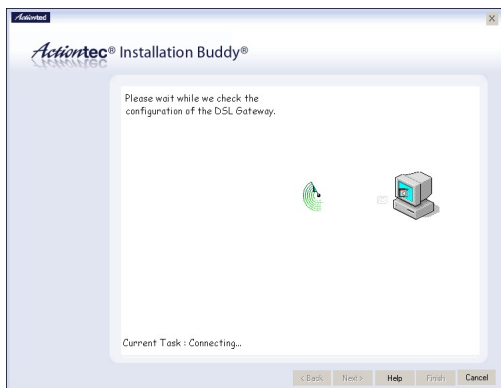 Actiontec
Actiontec® Installation Buddy®
Please wait while we check the
configuration of the DSL Gateway.
Current Task : Connecting...
< Back Next > Help Finish Cancel